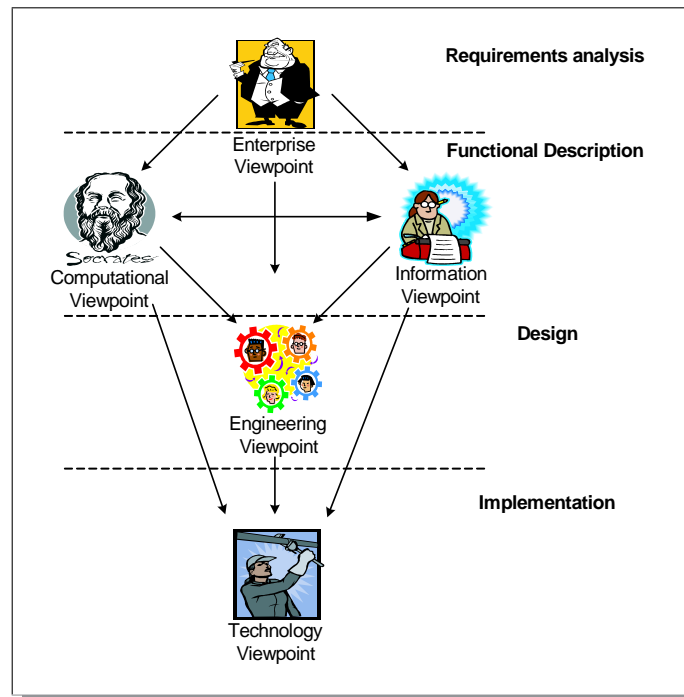 Requirements analysis
Enterprise
Viewpoint
Functional Description
Socrates
Computational
Viewpoint
Information
Viewpoint
Design
Engineering
Viewpoint
Implementation
Technology
Viewpoint